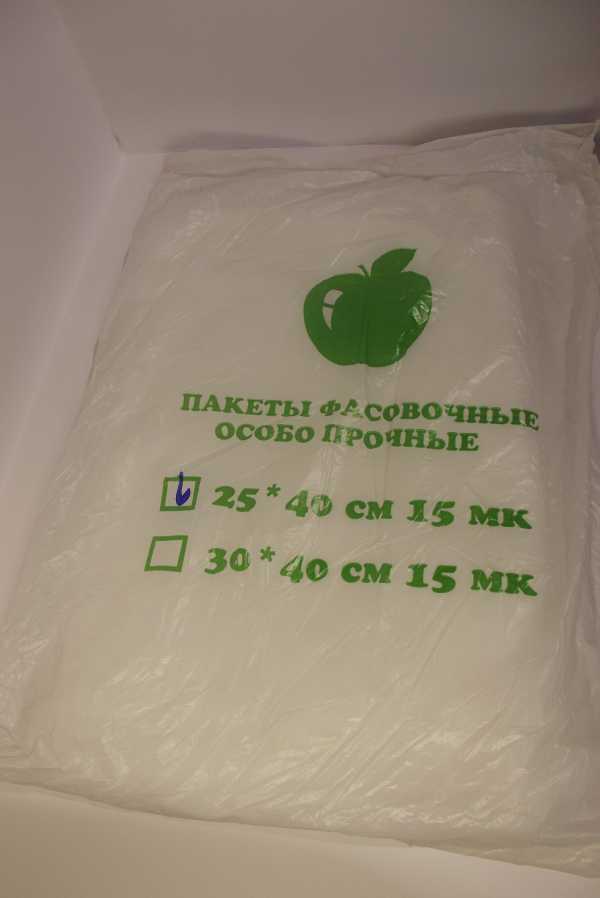 ПАКЕТЫ ФАСОВОЧНЫЕ
ОСОБО ПРОЧНЫЕ
25*40 см 15 мк
30*40 см 15 мк